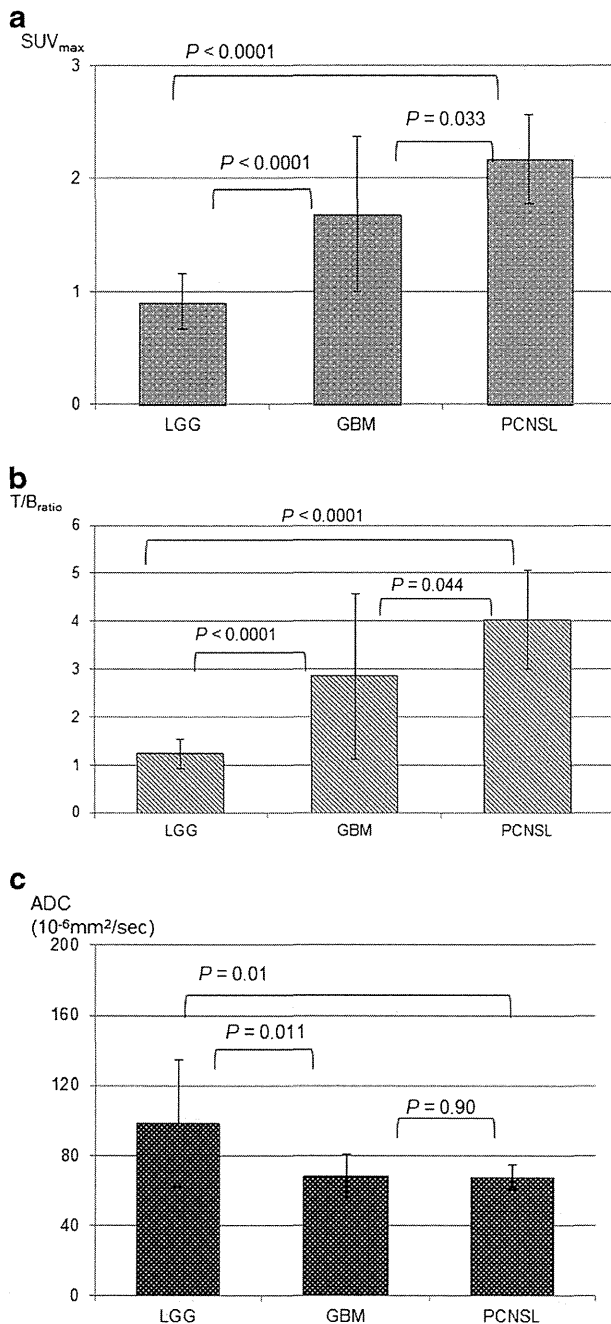 a
SUVmax
3
P < 0.0001
P = 0.033
P < 0.0001
2
1
0
LGG GBM PCNSL
b
T/Bratio
6
P < 0.0001
5
P = 0.044
4
P < 0.0001
3
2
1
0
LGG GBM PCNSL
c
ADC
(10-6mm2/sec)
200
P = 0.01
160
P = 0.011
120
P = 0.90
80
40
0
LGG GBM PCNSL